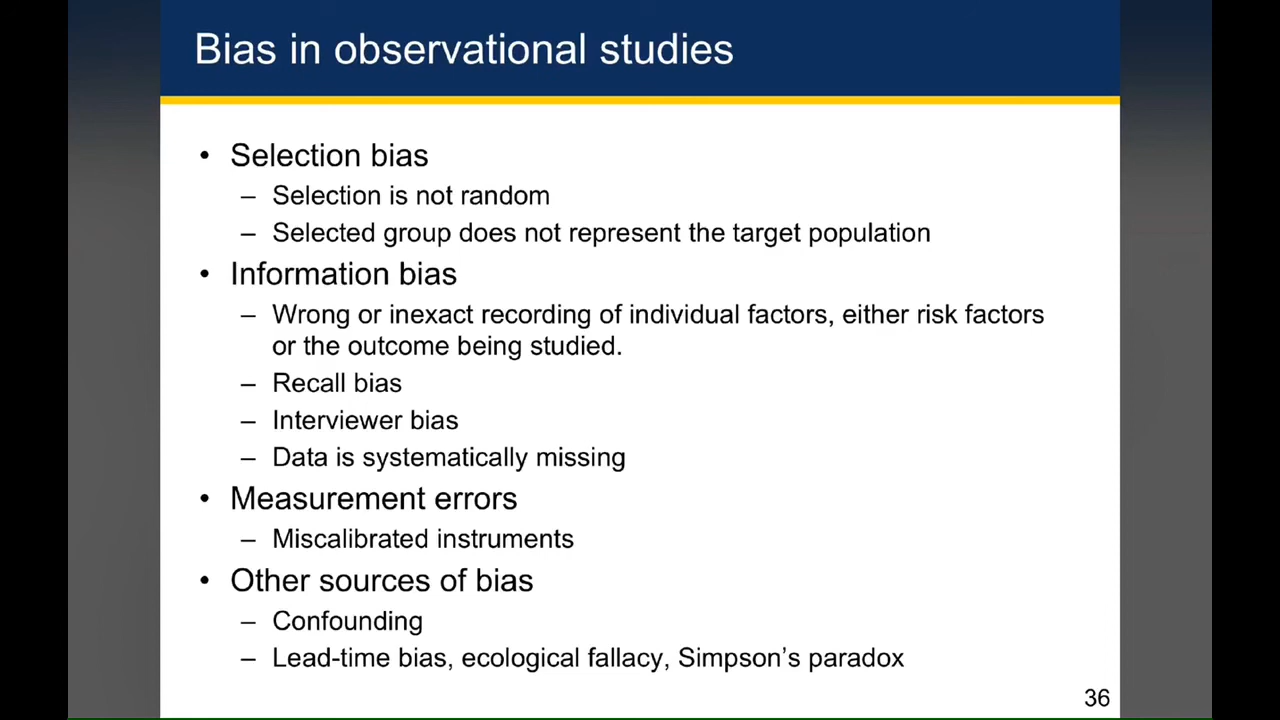 Bias in observational studies
• Selection bias
– Selection is not random
– Selected group does not represent the target population
• Information bias
– Wrong or inexact recording of individual factors, either risk factors
or the outcome being studied.
– Recall bias
– Interviewer bias
– Data is systematically missing
• Measurement errors
– Miscalibrated instruments
• Other sources of bias
– Confounding
– Lead-time bias, ecological fallacy, Simpson’s paradox
36